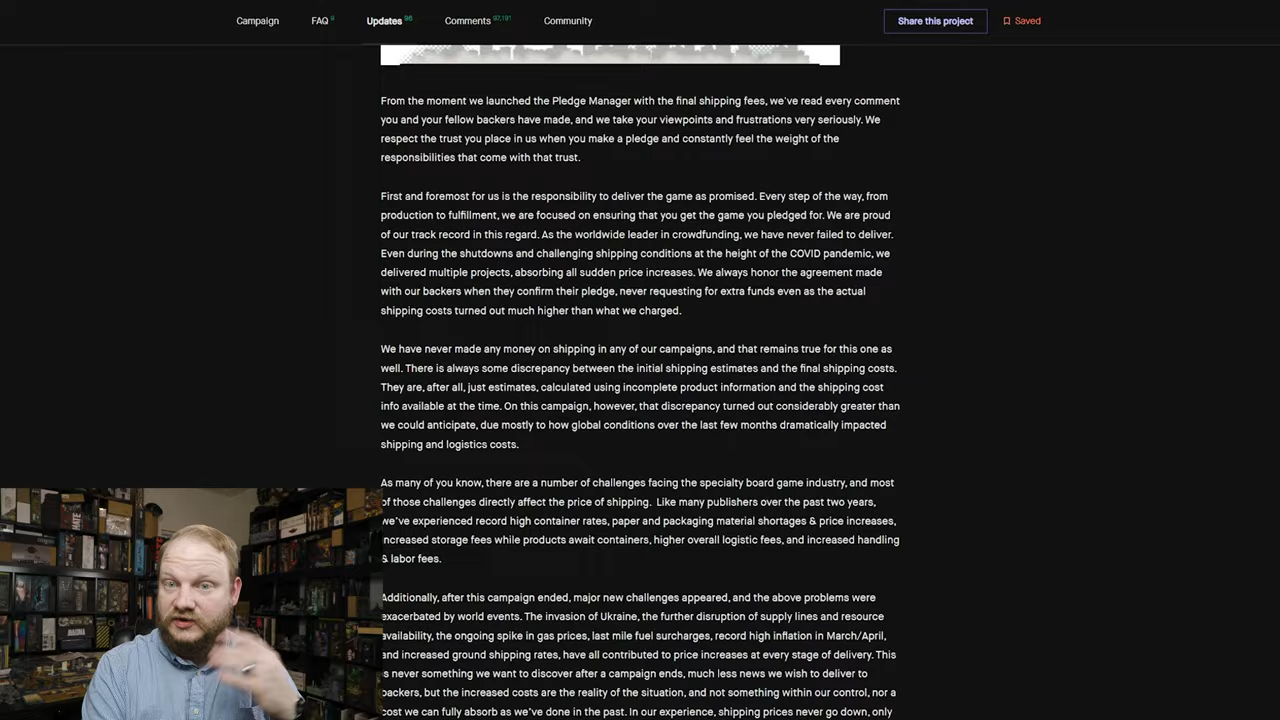 Campaign FAQ 9 Updates 96 Comments 97,191 Community Share this project Saved
From the moment we launched the Pledge Manager with the final shipping fees, we've read every comment
you and your fellow backers have made, and we take your viewpoints and frustrations very seriously. We
respect the trust you place in us when you make a pledge and constantly feel the weight of the
responsibilities that come with that trust.
First and foremost for us is the responsibility to deliver the game as promised. Every step of the way, from
production to fulfillment, we are focused on ensuring that you get the game you pledged for. We are proud
of our track record in this regard. As the worldwide leader in crowdfunding, we have never failed to deliver.
Even during the shutdowns and challenging shipping conditions at the height of the COVID pandemic, we
delivered multiple projects, absorbing all sudden price increases. We always honor the agreement made
with our backers when they confirm their pledge, never requesting for extra funds even as the actual
shipping costs turned out much higher than what we charged.
We have never made any money on shipping in any of our campaigns, and that remains true for this one as
well. There is always some discrepancy between the initial shipping estimates and the final shipping costs.
They are, after all, just estimates, calculated using incomplete product information and the shipping cost
info available at the time. On this campaign, however, that discrepancy turned out considerably greater than
we could anticipate, due mostly to how global conditions over the last few months dramatically impacted
shipping and logistics costs.
As many of you know, there are a number of challenges facing the specialty board game industry, and most
of those challenges directly affect the price of shipping. Like many publishers over the past two years,
we've experienced record high container rates, paper and packaging material shortages & price increases,
increased storage fees while products await containers, higher overall logistic fees, and increased handling
& labor fees.
Additionally, after this campaign ended, major new challenges appeared, and the above problems were
exacerbated by world events. The invasion of Ukraine, the further disruption of supply lines and resource
availability, the ongoing spike in gas prices, last mile fuel surcharges, record high inflation in March/April,
and increased ground shipping rates, have all contributed to price increases at every stage of delivery. This
is never something we want to discover after a campaign ends, much less news we wish to deliver to
backers, but the increased costs are the reality of the situation, and not something within our control, nor a
cost we can fully absorb as we've done in the past. In our experience, shipping prices never go down, only
HATE